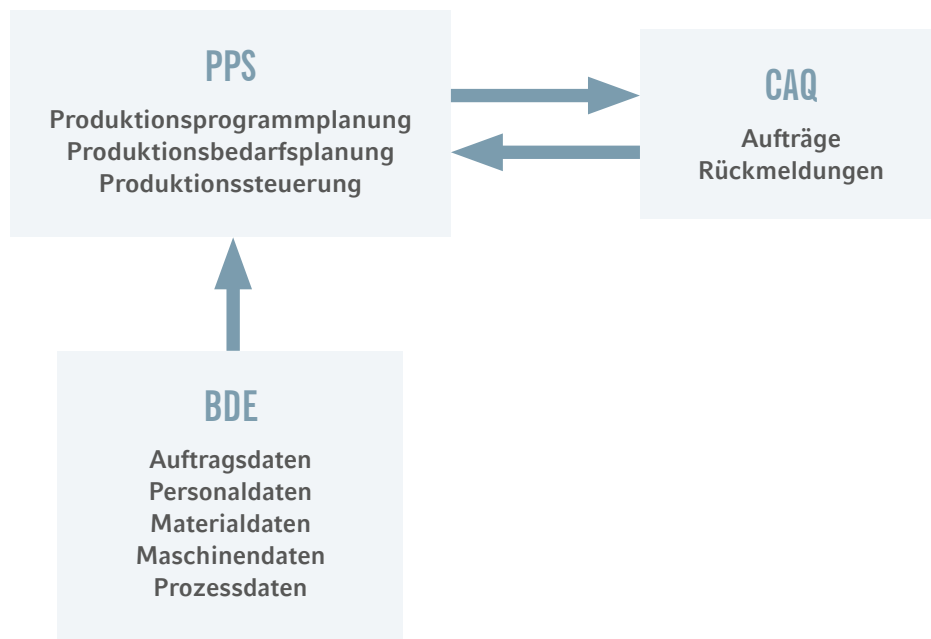 PPS
Produktionsprogrammplanung
Produktionsbedarfsplanung
Produktionssteuerung
CAQ
Aufträge
Rückmeldungen
BDE
Auftragsdaten
Personaldaten
Materialdaten
Maschinendaten
Prozessdaten